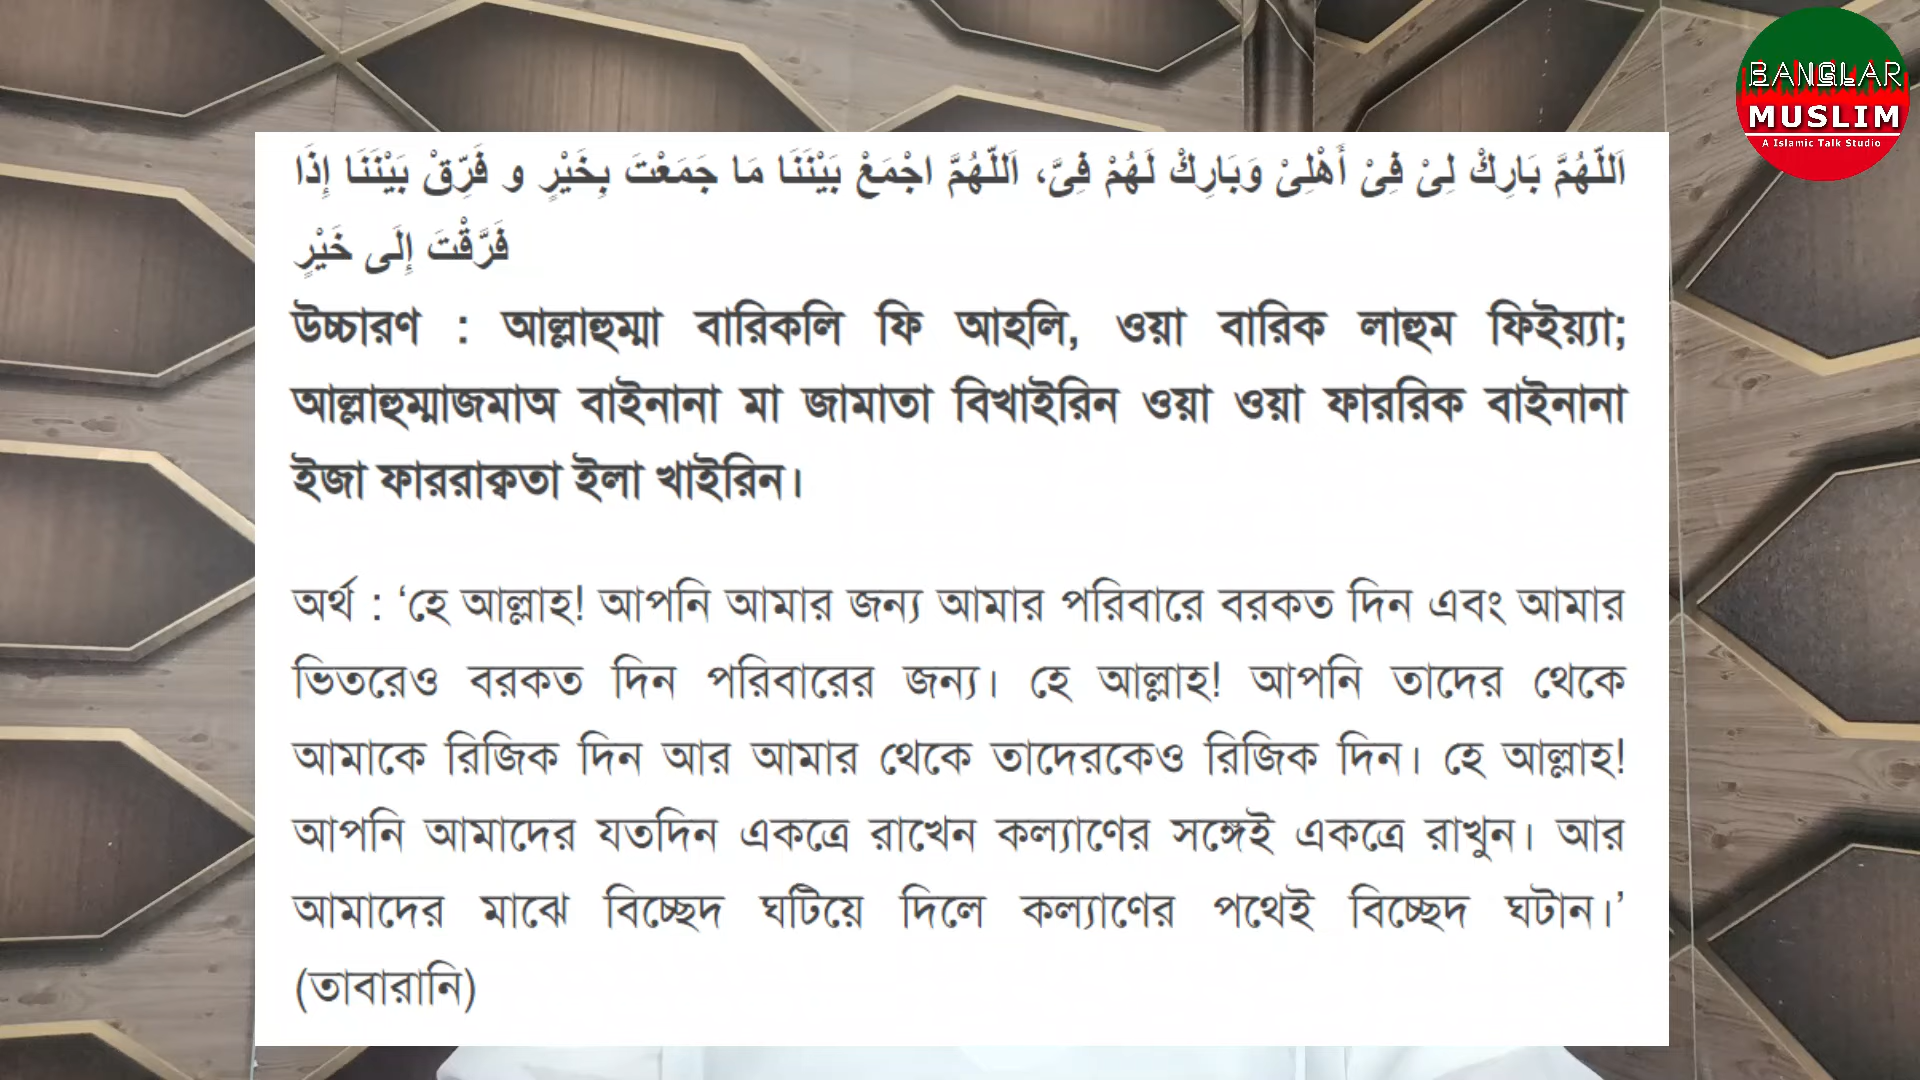 اَللّٰهُمَّ بَارِكْ لِىْ فِىْ أَهْلِىْ وَبَارِكْ لَهُمْ فِىَّ، اَللّٰهُمَّ اجْمَعْ بَيْنَنَا مَا جَمَعْتَ بِخَيْرٍ و فَرِّقْ بَيْنَنَا إِذَا
فَرَّقْتَ إِلَى خَيْرٍ
উচ্চারণ : আল্লাহুম্মা বারিকলি ফি আহলি, ওয়া বারিক লাহুম ফিইয়্যা;
আল্লাহুম্মাজমাঅ বাইনানা মা জামাতা বিখাইরিন ওয়া ওয়া ফাররিক বাইনানা
ইজা ফাররাক্বতা ইলা খাইরিন।
অর্থ : ‘হে আল্লাহ! আপনি আমার জন্য আমার পরিবারে বরকত দিন এবং আমার
ভিতরেও বরকত দিন পরিবারের জন্য। হে আল্লাহ! আপনি তাদের থেকে
আমাকে রিজিক দিন আর আমার থেকে তাদেরকেও রিজিক দিন। হে আল্লাহ!
আপনি আমাদের যতদিন একত্রে রাখেন কল্যাণের সঙ্গেই একত্রে রাখুন। আর
আমাদের মাঝে বিচ্ছেদ ঘটিয়ে দিলে কল্যাণের পথেই বিচ্ছেদ ঘটান।’
(তাবারানি)
BANGLAR
MUSLIM
A Islamic Talk Studio